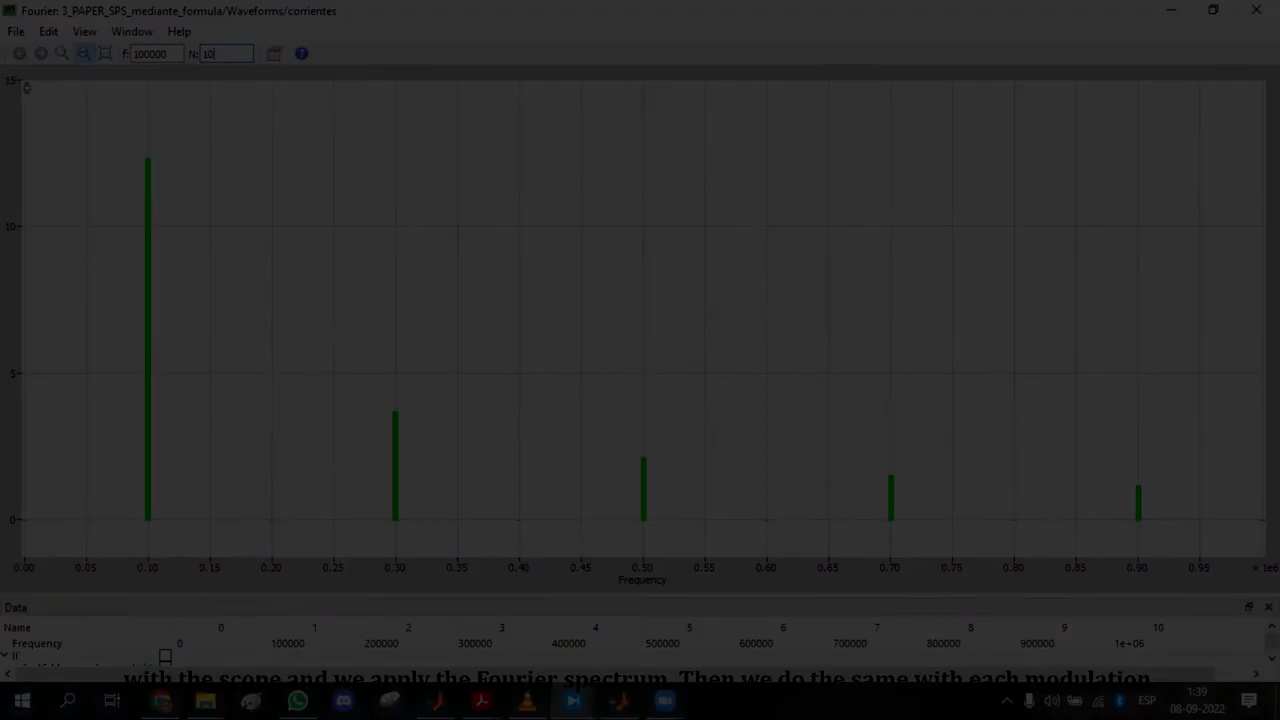 Fourier: 3_PAPER_SPS_mediante_formula/Waveforms/corrientes
File Edit View Window Help
f: 100000 N: 10
15
10
5
0
0.00 0.05 0.10 0.15 0.20 0.25 0.30 0.35 0.40 0.45 0.50 0.55 0.60 0.65 0.70 0.75 0.80 0.85 0.90 0.95 × 1e6
Frequency
Data
Name 0 1 2 3 4 5 6 7 8 9 10
Frequency 0 100000 200000 300000 400000 500000 600000 700000 800000 900000 1e+06
with the scope and we apply the Fourier spectrum. Then we do the same with each modulation
ESP
1:39
08-09-2022